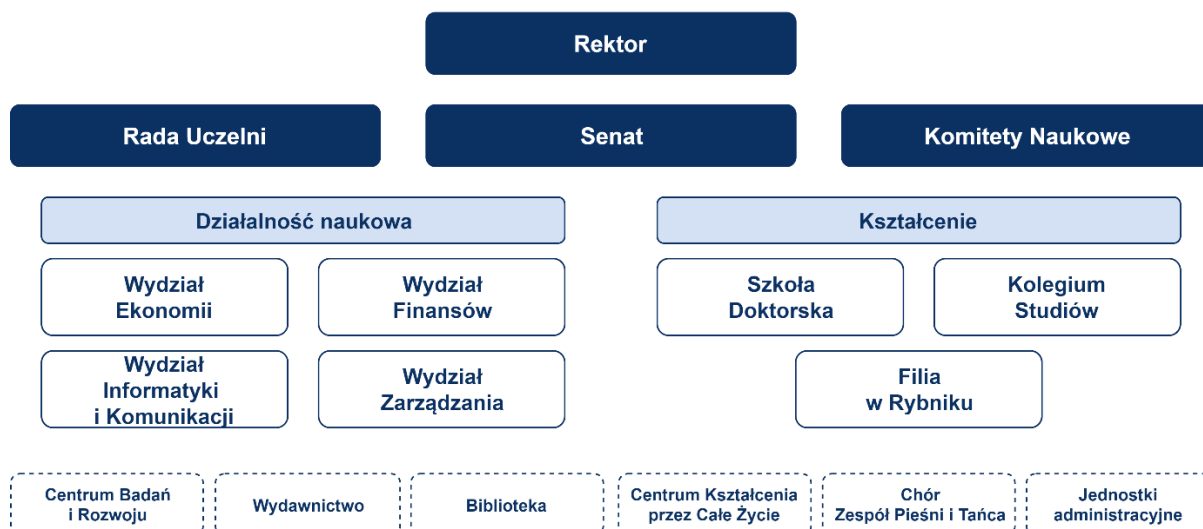 Rektor
Rada Uczelni
Senat
Komitety Naukowe
Działalność naukowa
Kształcenie
Wydział
Ekonomii
Wydział
Finansów
Szkoła
Doktorska
Kolegium
Studiów
Wydział
Informatyki
i Komunikacji
Wydział
Zarządzania
Filia
w Rybniku
Centrum Badań
i Rozwoju
Wydawnictwo
Biblioteka
Centrum Kształcenia
przez Całe Życie
Chór
Zespół Pieśni i Tańca
Jednostki
administracyjne